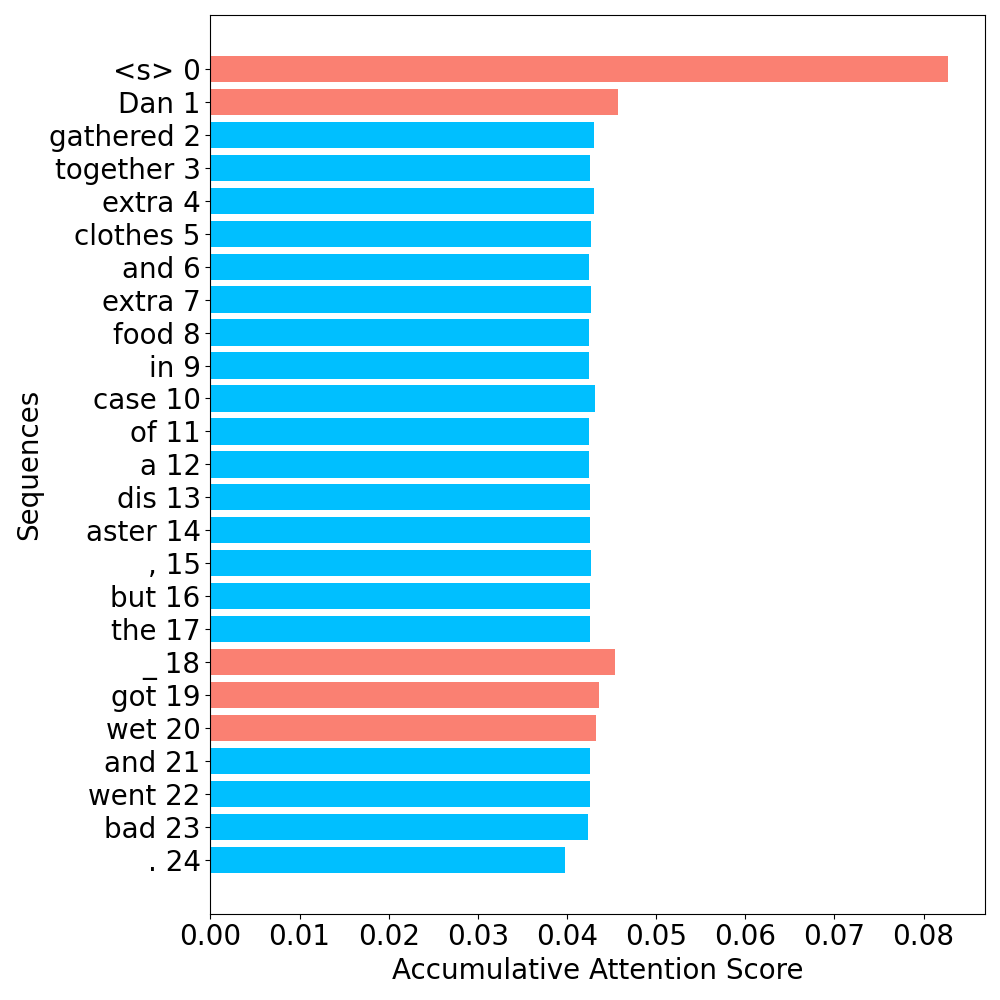 <s> 0
Dan 1
gathered 2
together 3
extra 4
clothes 5
and 6
extra 7
food 8
in 9
case 10
of 11
a 12
dis 13
aster 14
, 15
but 16
the 17
_ 18
got 19
wet 20
and 21
went 22
bad 23
. 24
Sequences
0.00 0.01 0.02 0.03 0.04 0.05 0.06 0.07 0.08
Accumulative Attention Score